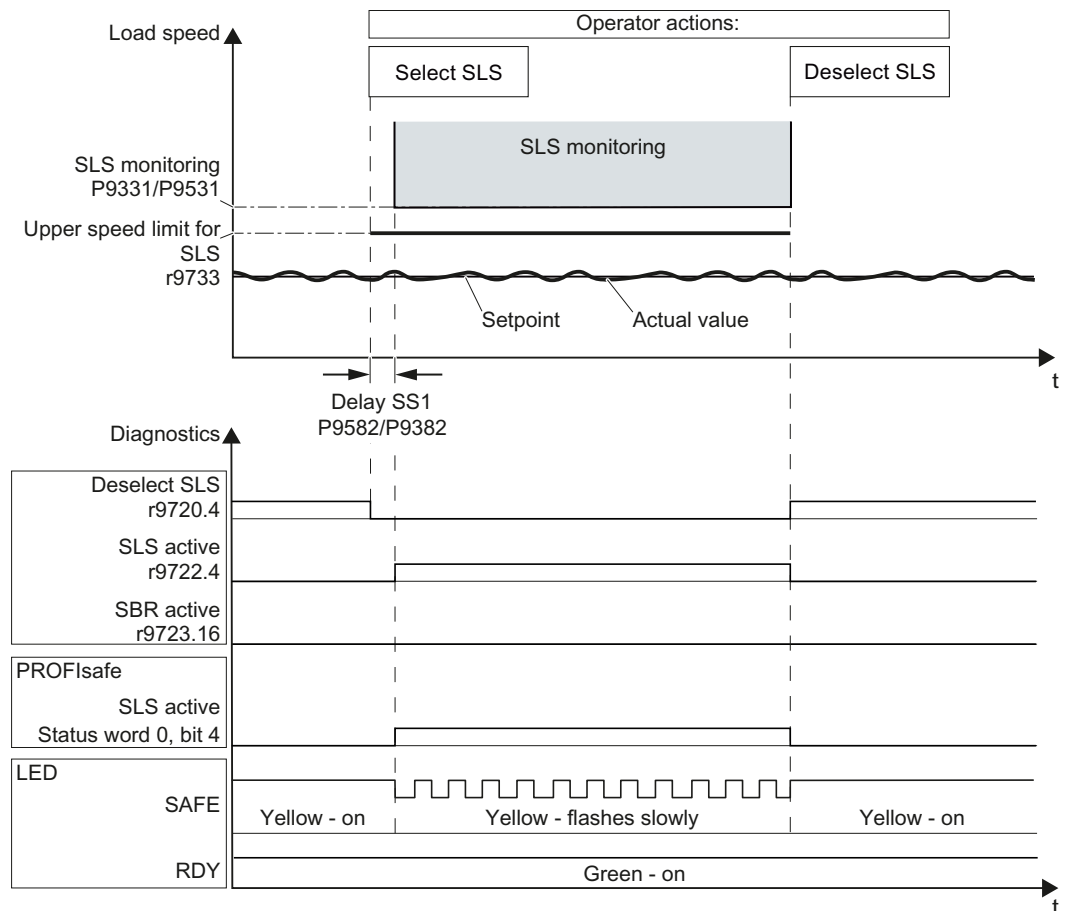 Operator actions:
Load speed
Select SLS
Deselect SLS
SLS monitoring
SLS monitoring
P9331/P9531
Upper speed limit for
SLS
r9733
Setpoint
Actual value
t
Delay SS1
P9582/P9382
Diagnostics
Deselect SLS
r9720.4
SLS active
r9722.4
SBR active
r9723.16
PROFIsafe
SLS active
Status word 0, bit 4
LED
SAFE
Yellow - on
Yellow - flashes slowly
Yellow - on
RDY
Green - on
t